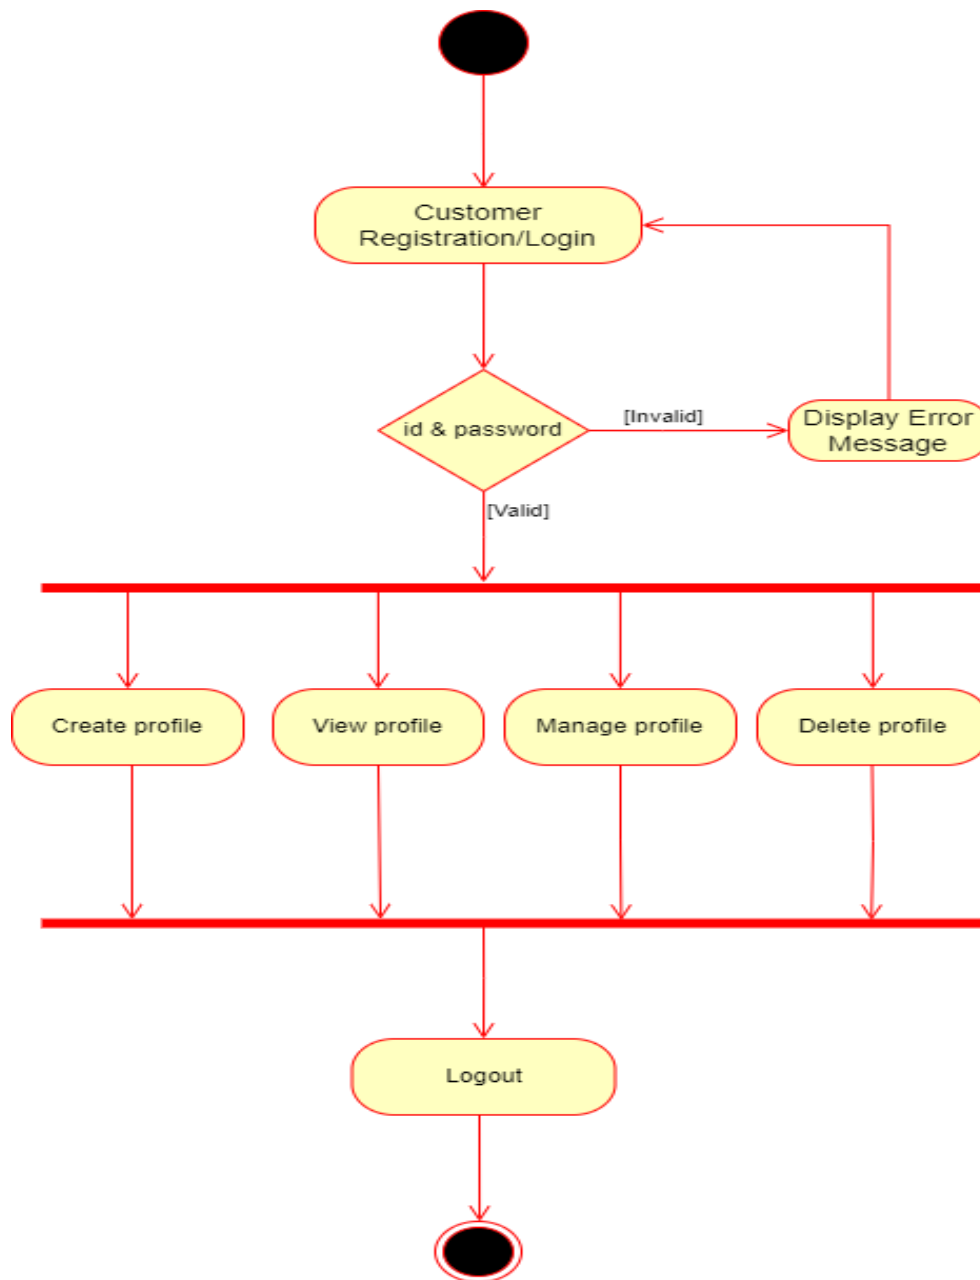 Customer
Registration/Login
id & password
[Invalid]
Display Error
Message
[Valid]
Create profile
View profile
Manage profile
Delete profile
Logout